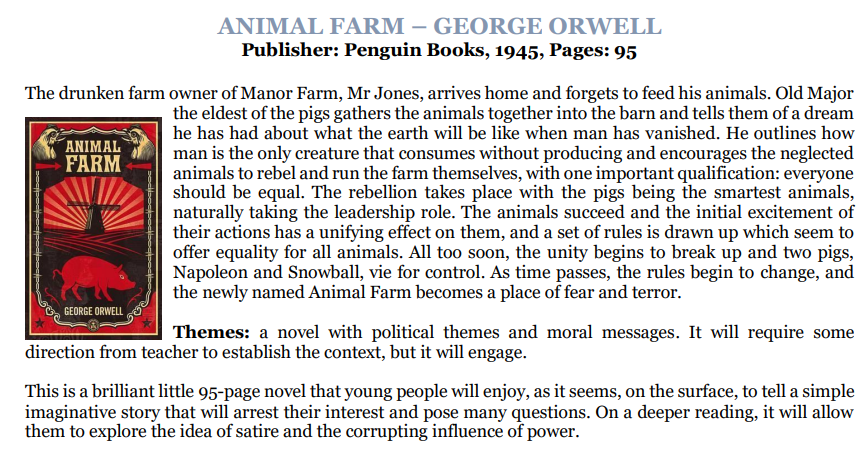 ANIMAL FARM – GEORGE ORWELL
Publisher: Penguin Books, 1945, Pages: 95
The drunken farm owner of Manor Farm, Mr Jones, arrives home and forgets to feed his animals. Old Major
the eldest of the pigs gathers the animals together into the barn and tells them of a dream
he has had about what the earth will be like when man has vanished. He outlines how
man is the only creature that consumes without producing and encourages the neglected
animals to rebel and run the farm themselves, with one important qualification: everyone
should be equal. The rebellion takes place with the pigs being the smartest animals,
naturally taking the leadership role. The animals succeed and the initial excitement of
their actions has a unifying effect on them, and a set of rules is drawn up which seem to
offer equality for all animals. All too soon, the unity begins to break up and two pigs,
Napoleon and Snowball, vie for control. As time passes, the rules begin to change, and
the newly named Animal Farm becomes a place of fear and terror.
ANIMAL
FARM
GEORGE ORWELL
Themes: a novel with political themes and moral messages. It will require some
direction from teacher to establish the context, but it will engage.
This is a brilliant little 95-page novel that young people will enjoy, as it seems, on the surface, to tell a simple
imaginative story that will arrest their interest and pose many questions. On a deeper reading, it will allow
them to explore the idea of satire and the corrupting influence of power.